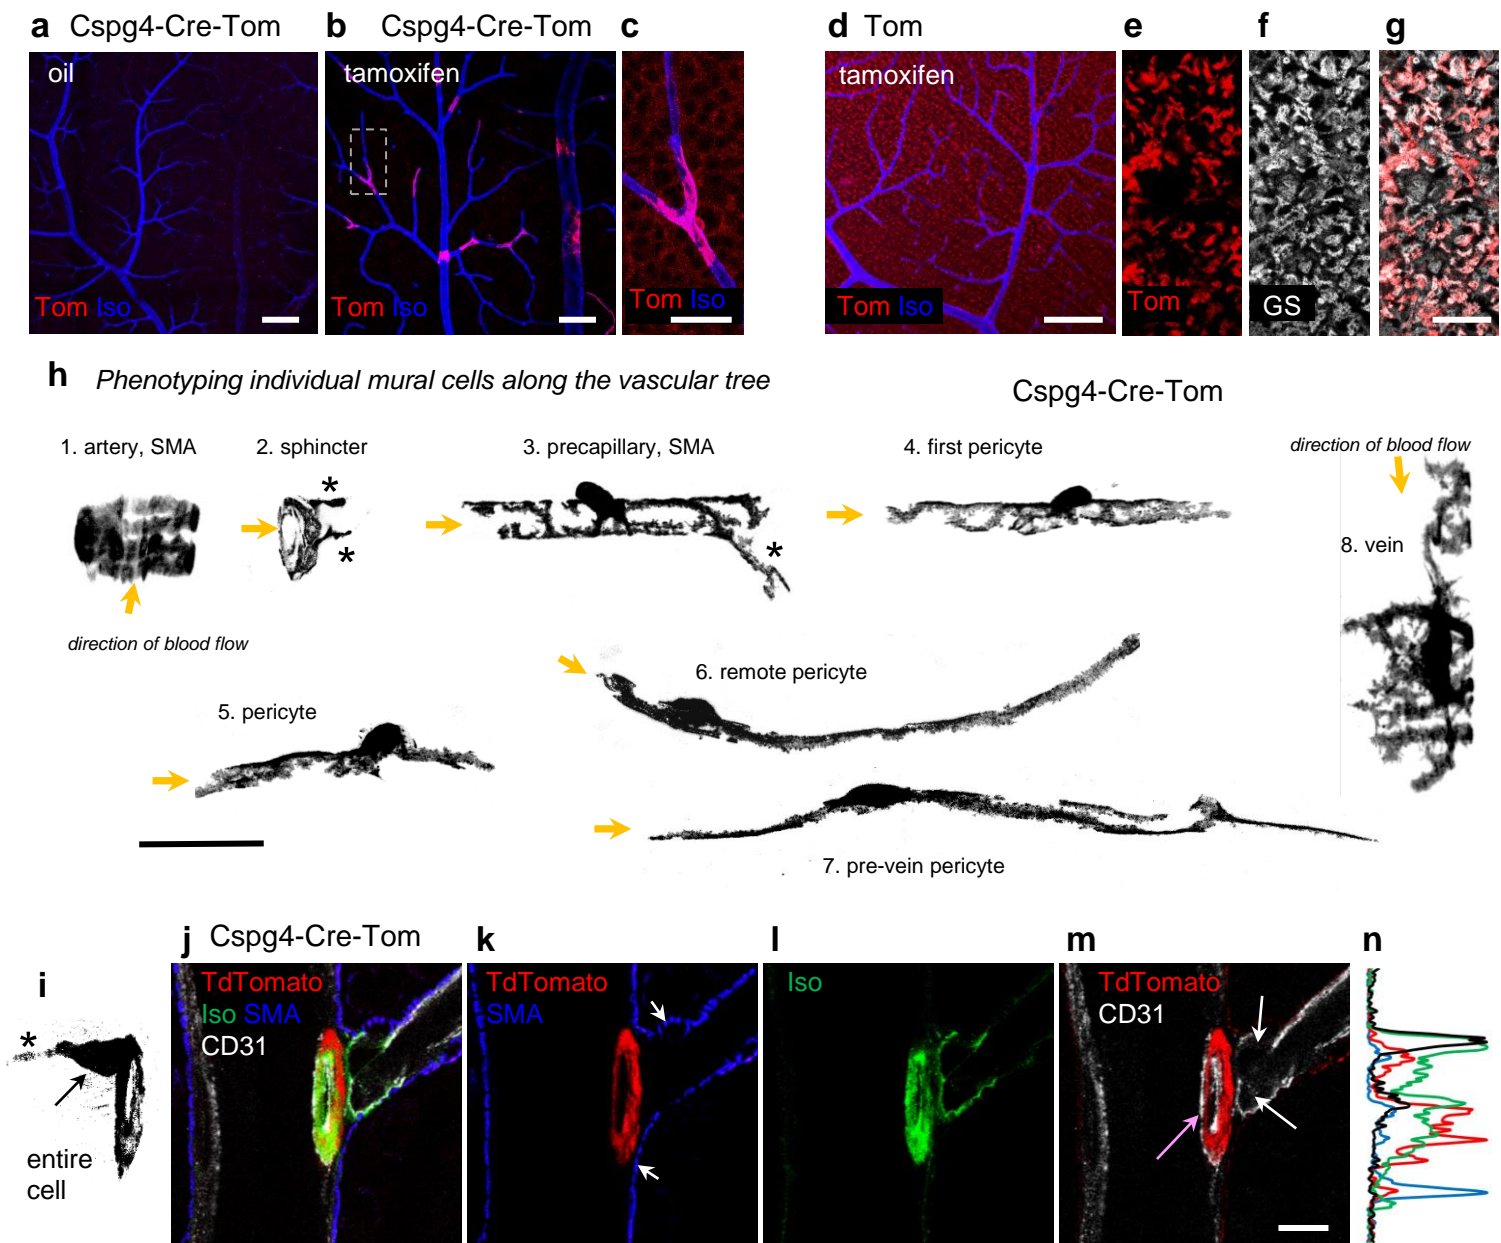 a Cspg4-Cre-Tom
b Cspg4-Cre-Tom
c
d Tom
e
f
g
oil
tamoxifen
tamoxifen
Tom Iso
Tom Iso
Tom Iso
Tom Iso
Tom
GS
h Phenotyping individual mural cells along the vascular tree
Cspg4-Cre-Tom
1. artery, SMA
2. sphincter
3. precapillary, SMA
4. first pericyte
direction of blood flow
*
*
*
8. vein
direction of blood flow
6. remote pericyte
5. pericyte
7. pre-vein pericyte
i
j Cspg4-Cre-Tom
k
l
m
n
TdTomato
Iso SMA
CD31
TdTomato
SMA
Iso
TdTomato
CD31
*
entire
cell